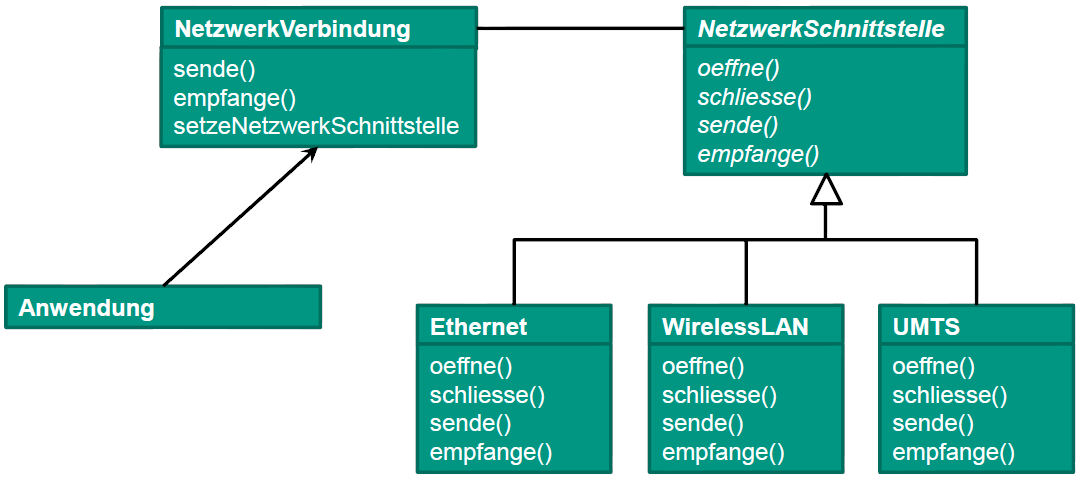 NetzwerkVerbindung
sende()
empfange()
setzeNetzwerkSchnittstelle
NetzwerkSchnittstelle
oeffne()
schliesse()
sende()
empfange()
Anwendung
Ethernet
oeffne()
schliesse()
sende()
empfange()
WirelessLAN
oeffne()
schliesse()
sende()
empfange()
UMTS
oeffne()
schliesse()
sende()
empfange()